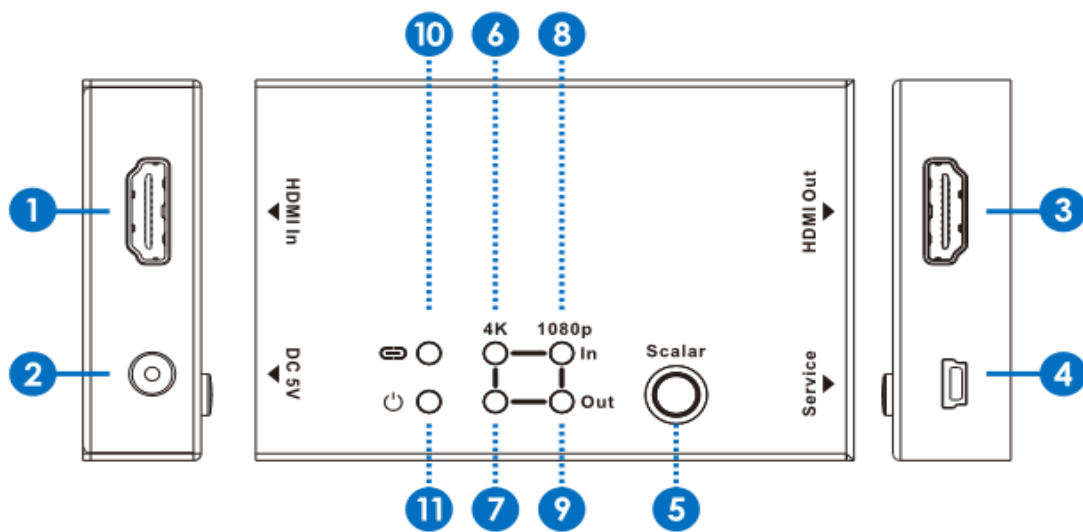 10 6 8
1
HDMI In
HDMI Out
3
4K 1080p
In
Scalar
2
DC 5V
Service
4
Out
11 7 9 5